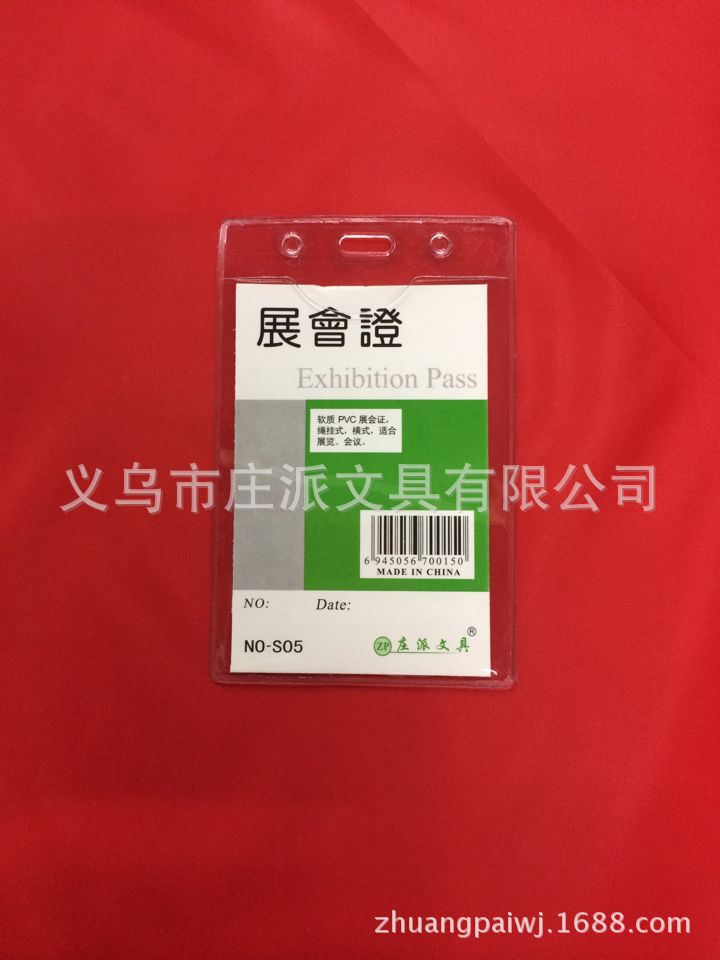 展會證
Exhibition Pass
软质 PVC 展会证,
绳挂式, 横式, 适合
展览、会议。
义乌市庄派文具有限公司
6 945056 700150
MADE IN CHINA
NO: Date:
NO-S05
ZP 庄派文具®
zhuangpaiwj.1688.com